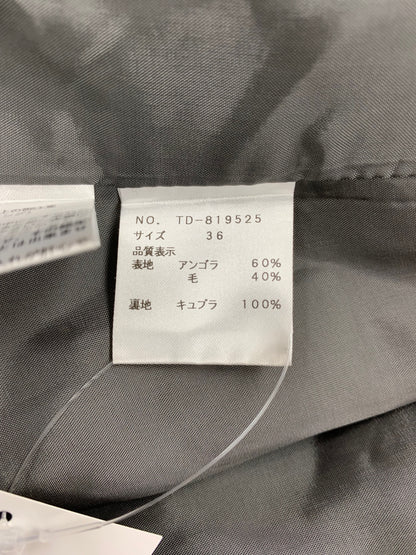 NO. TD-819525
サイズ 36
品質表示
表地 アンゴラ 60%
毛 40%
裏地 キュプラ 100%